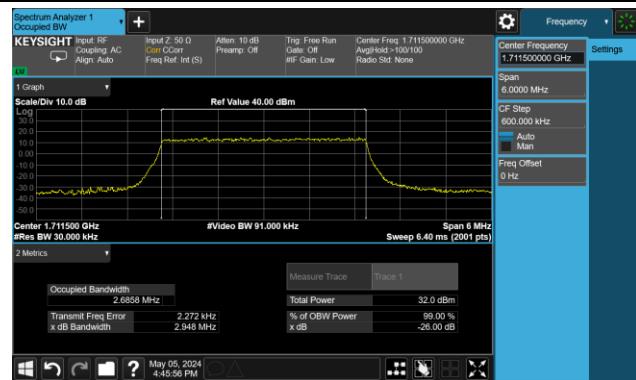 Spectrum Analyzer 1
Occupied BW
+
Frequency
KEYSIGHT
Input: RF
Coupling: AC
Align: Auto
Input Z: 50 Ω
Corr CCorr
Freq Ref: Int (S)
Atten: 10 dB
Preamp: Off
Trig: Free Run
Gate: Off
#IF Gain: Low
Center Freq: 1.711500000 GHz
Avg|Hold:>100/100
Radio Std: None
Center Frequency
1.711500000 GHz
Settings
Span
6.0000 MHz
CF Step
600.000 kHz
Auto
Man
Freq Offset
0 Hz
1 Graph
Scale/Div 10.0 dB
Ref Value 40.00 dBm
Log
30.0
20.0
10.0
0.00
-10.0
-20.0
-30.0
-40.0
-50.0
Center 1.711500 GHz
#Video BW 91.000 kHz
Span 6 MHz
#Res BW 30.000 kHz
Sweep 6.40 ms (2001 pts)
2 Metrics
Measure Trace
Trace 1
Occupied Bandwidth
2.6858 MHz
Total Power
32.0 dBm
Transmit Freq Error
2.272 kHz
% of OBW Power
99.00 %
x dB Bandwidth
2.948 MHz
x dB
-26.00 dB
?
May 05, 2024
4:45:56 PM